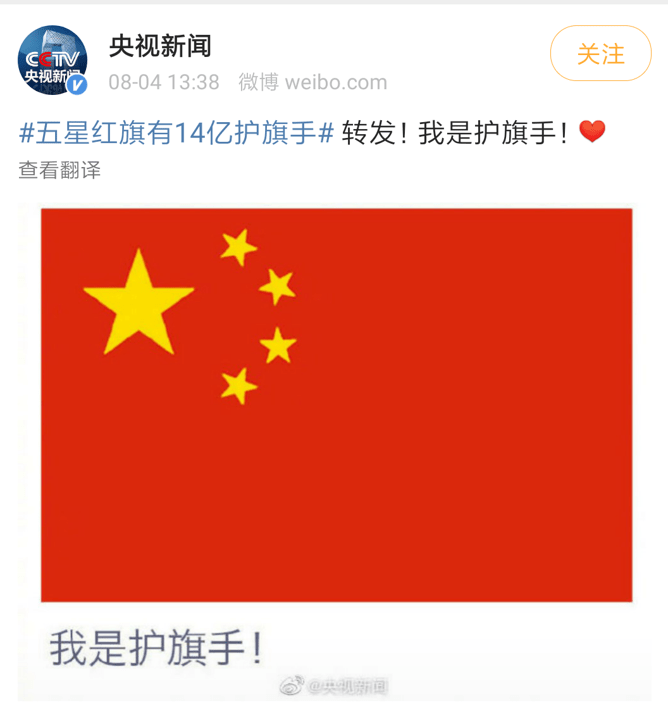 CCTV
央视新闻
央视新闻
关注
08-04 13:38 微博 weibo.com
#五星红旗有14亿护旗手# 转发！我是护旗手！❤️
查看翻译
我是护旗手！
@央视新闻